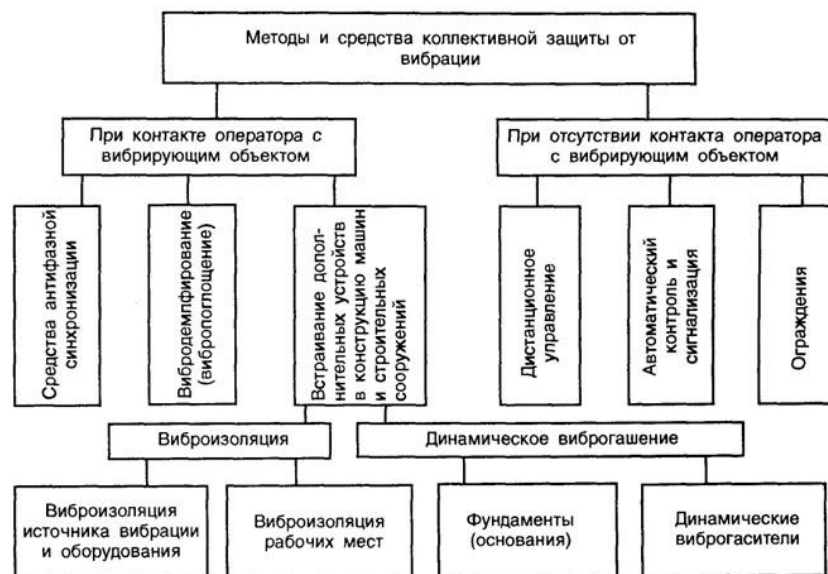 Методы и средства коллективной защиты от
вибрации
При контакте оператора с
вибрирующим объектом
При отсутствии контакта оператора
с вибрирующим объектом
Средства антифазной
синхронизации
Вибродемпфирование
(вибропоглощение)
Встраивание допол-
нительных устройств
в конструкцию машин
и строительных
сооружений
Дистанционное
управление
Автоматический
контроль и
сигнализация
Ограждения
Виброизоляция
Динамическое виброгашение
Виброизоляция
источника вибрации
и оборудования
Виброизоляция
рабочих мест
Фундаменты
(основания)
Динамические
виброгасители